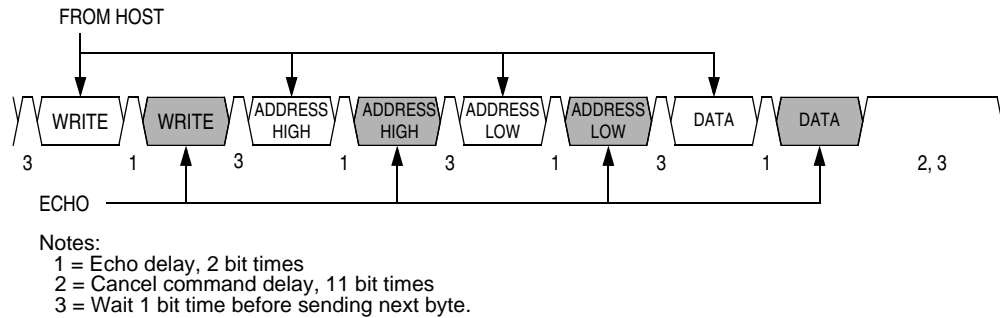 FROM HOST
WRITE WRITE ADDRESS HIGH ADDRESS HIGH ADDRESS LOW ADDRESS LOW DATA DATA
3 1 3 1 3 1 3 1 2, 3
ECHO
Notes:
1 = Echo delay, 2 bit times
2 = Cancel command delay, 11 bit times
3 = Wait 1 bit time before sending next byte.